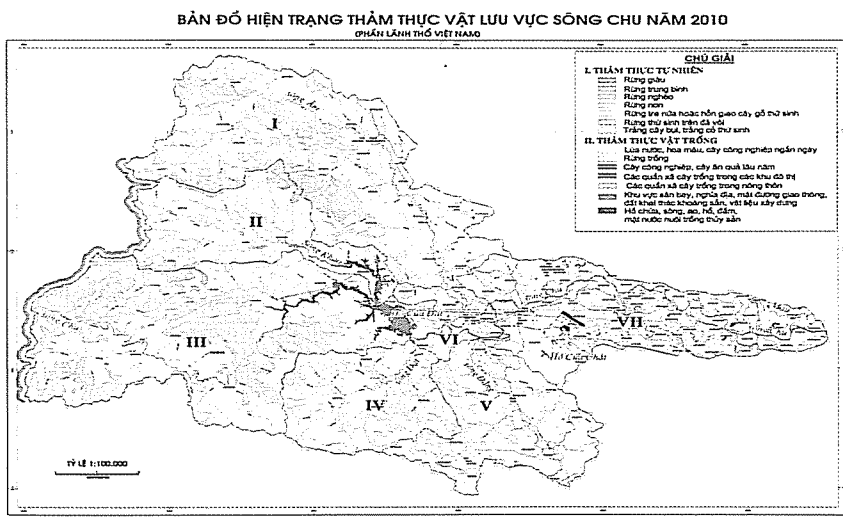 BẢN ĐỒ HIỆN TRẠNG THẢM THỰC VẬT LƯU VỰC SÔNG CHU NĂM 2010
(PHẦN LÃNH THỔ VIỆT NAM)
CHÚ GIẢI
I. THẢM THỰC TỰ NHIÊN
Rừng giàu
Rừng trung bình
Rừng nghèo
Rừng non
Rừng tre nứa hoặc hỗn giao cây gỗ thứ sinh
Rừng thứ sinh trên đá vôi
Trảng cây bụi, trảng cỏ thứ sinh
II. THẢM THỰC VẬT TRỒNG
Lúa nước, hoa màu, cây công nghiệp ngắn ngày
Rừng trồng
Cây công nghiệp, cây ăn quả lâu năm
Các quần xã cây trồng trong các khu đô thị
Các quần xã cây trồng trong nông thôn
Khu vực sân bay, nghĩa địa, mặt đường giao thông,
đất khai thác khoáng sản, vật liệu xây dựng
Hồ chứa, sông, ao, hồ, đầm,
mặt nước nuôi trồng thủy sản
I
II
III
VI
VII
IV
V
TỶ LỆ 1:100.000